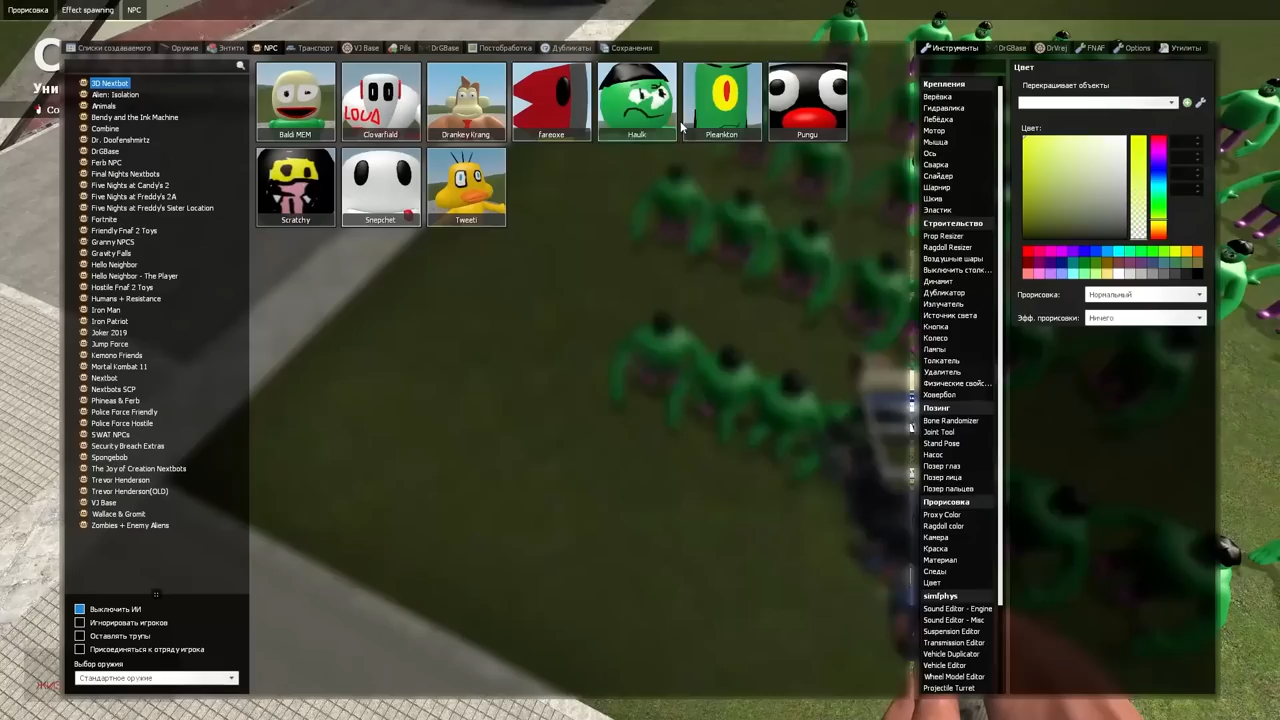 Прорисовка Effect spawning NPC
С
Уни
Со
Списки создаваемого Оружие Энтити NPC Транспорт VJ Base Pills DrGBase Постобработка Дубликаты Сохранения
3D Nextbot
Alien: Isolation
Animals
Bendy and the Ink Machine
Combine
Dr. Doofenshmirtz
DrGBase
Ferb NPC
Final Nights Nextbots
Five Nights at Candy's 2
Five Nights at Freddy's 2A
Five Nights at Freddy's Sister Location
Fortnite
Friendly Fnaf 2 Toys
Granny NPCS
Gravity Falls
Hello Neighbor
Hello Neighbor - The Player
Hostile Fnaf 2 Toys
Humans + Resistance
Iron Man
Iron Patriot
Joker 2019
Jump Force
Kemono Friends
Mortal Kombat 11
Nextbot
Nextbots SCP
Phineas & Ferb
Police Force Friendly
Police Force Hostile
SWAT NPCs
Security Breach Extras
Spongebob
The Joy of Creation Nextbots
Trevor Henderson
Trevor Henderson(OLD)
VJ Base
Wallace & Gromit
Zombies + Enemy Aliens
Выключить ИИ
Игнорировать игроков
Оставлять трупы
Присоединяться к отряду игрока
Выбор оружия
Стандартное оружие
LOUD
Baldi MEM Clovarfield Drankey Krang fareoxe Haulk Pleankton Pungu
Scratchy Snepchet Tweeti
Инструменты DrGBase DrVrej FNAF Options Утилиты
Крепления
Верёвка
Гидравлика
Лебёдка
Мотор
Мышца
Ось
Сварка
Слайдер
Шарнир
Шкив
Эластик
Строительство
Prop Resizer
Ragdoll Resizer
Воздушные шары
Выключить столк...
Динамит
Дубликатор
Излучатель
Источник света
Кнопка
Колесо
Лампы
Толкатель
Удалитель
Физические свойс...
Ховербол
Позинг
Bone Randomizer
Joint Tool
Stand Pose
Насос
Позер глаз
Позер лица
Позер пальцев
Прорисовка
Proxy Color
Ragdoll color
Камера
Краска
Материал
Следы
Цвет
simfphys
Sound Editor - Engine
Sound Editor - Misc
Suspension Editor
Transmission Editor
Vehicle Duplicator
Vehicle Editor
Wheel Model Editor
Projectile Turret
Цвет
Перекрашивает объекты
Цвет:
Прорисовка: Нормальный
Эфф. прорисовки: Ничего